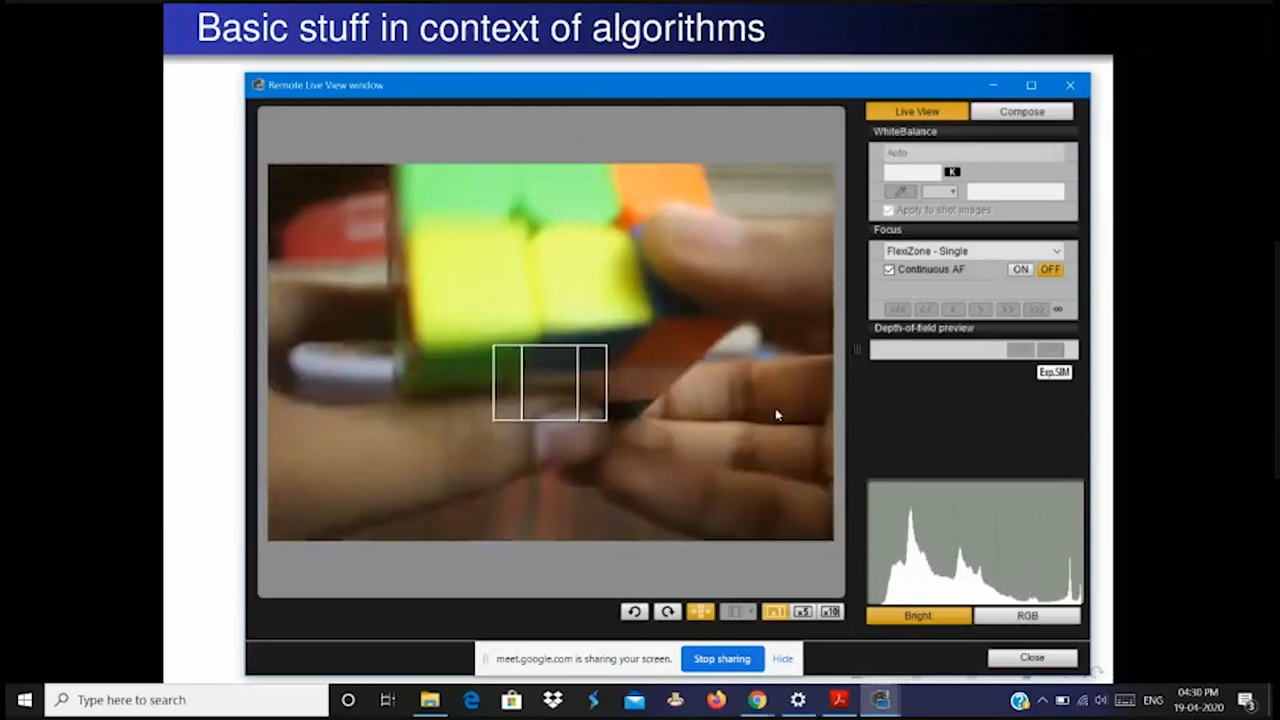 Basic stuff in context of algorithms
Remote Live View window
Live View
Compose
WhiteBalance
Auto
K
Apply to shot images
Focus
FlexiZone - Single
Continuous AF
ON
OFF
<<<
<<
<
>
>>
>>>
∞
Depth-of-field preview
Exp.SIM
x1
x5
x10
Bright
RGB
meet.google.com is sharing your screen.
Stop sharing
Hide
Close
Type here to search
ENG
04:30 PM
19-04-2020
3